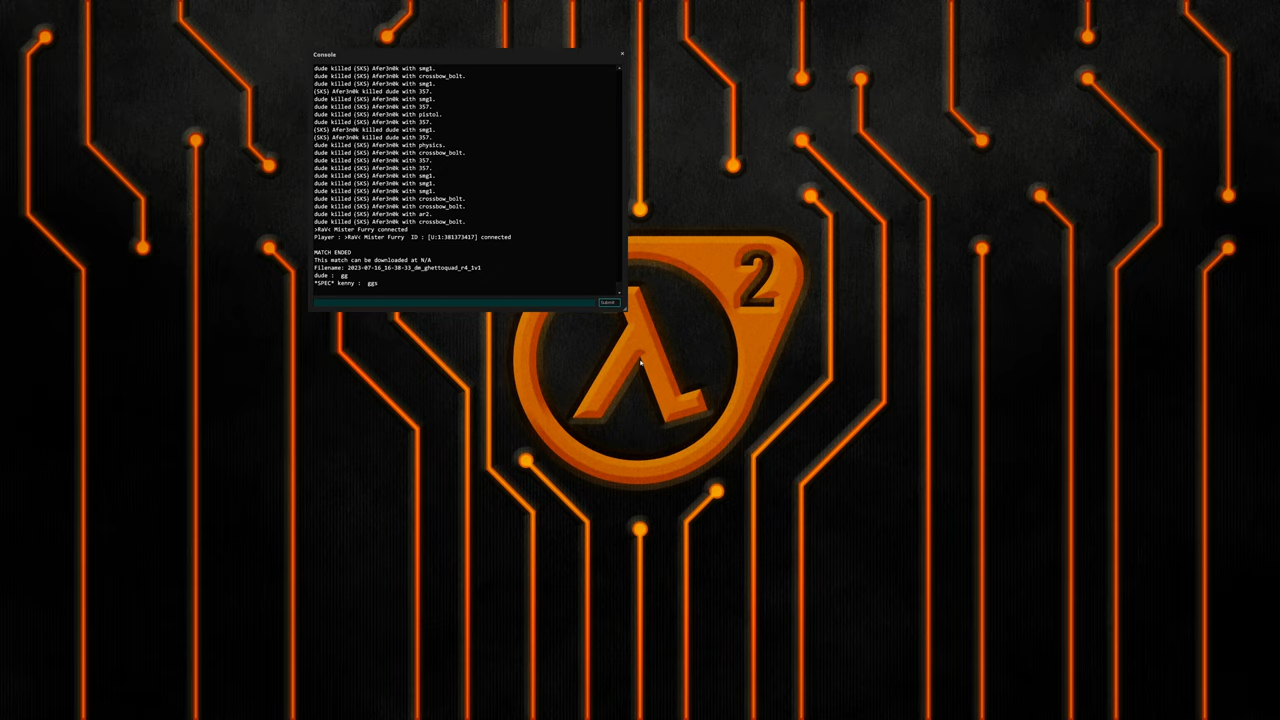 Console
dude killed (SKS) Afer3n0k with smg1.
dude killed (SKS) Afer3n0k with crossbow_bolt.
dude killed (SKS) Afer3n0k with smg1.
(SKS) Afer3n0k killed dude with 357.
dude killed (SKS) Afer3n0k with smg1.
dude killed (SKS) Afer3n0k with 357.
dude killed (SKS) Afer3n0k with pistol.
dude killed (SKS) Afer3n0k with 357.
(SKS) Afer3n0k killed dude with smg1.
(SKS) Afer3n0k killed dude with 357.
dude killed (SKS) Afer3n0k with physics.
dude killed (SKS) Afer3n0k with crossbow_bolt.
dude killed (SKS) Afer3n0k with 357.
dude killed (SKS) Afer3n0k with 357.
dude killed (SKS) Afer3n0k with smg1.
dude killed (SKS) Afer3n0k with smg1.
dude killed (SKS) Afer3n0k with smg1.
dude killed (SKS) Afer3n0k with crossbow_bolt.
dude killed (SKS) Afer3n0k with crossbow_bolt.
dude killed (SKS) Afer3n0k with ar2.
dude killed (SKS) Afer3n0k with crossbow_bolt.
>RaV< Mister Furry connected
Player : >RaV< Mister Furry  ID : [U:1:381373417] connected
MATCH ENDED
This match can be downloaded at N/A
Filename: 2023-07-16_16-38-33_dm_ghettoquad_r4_1v1
dude :  gg
*SPEC* kenny :  ggs
Submit
2
λ